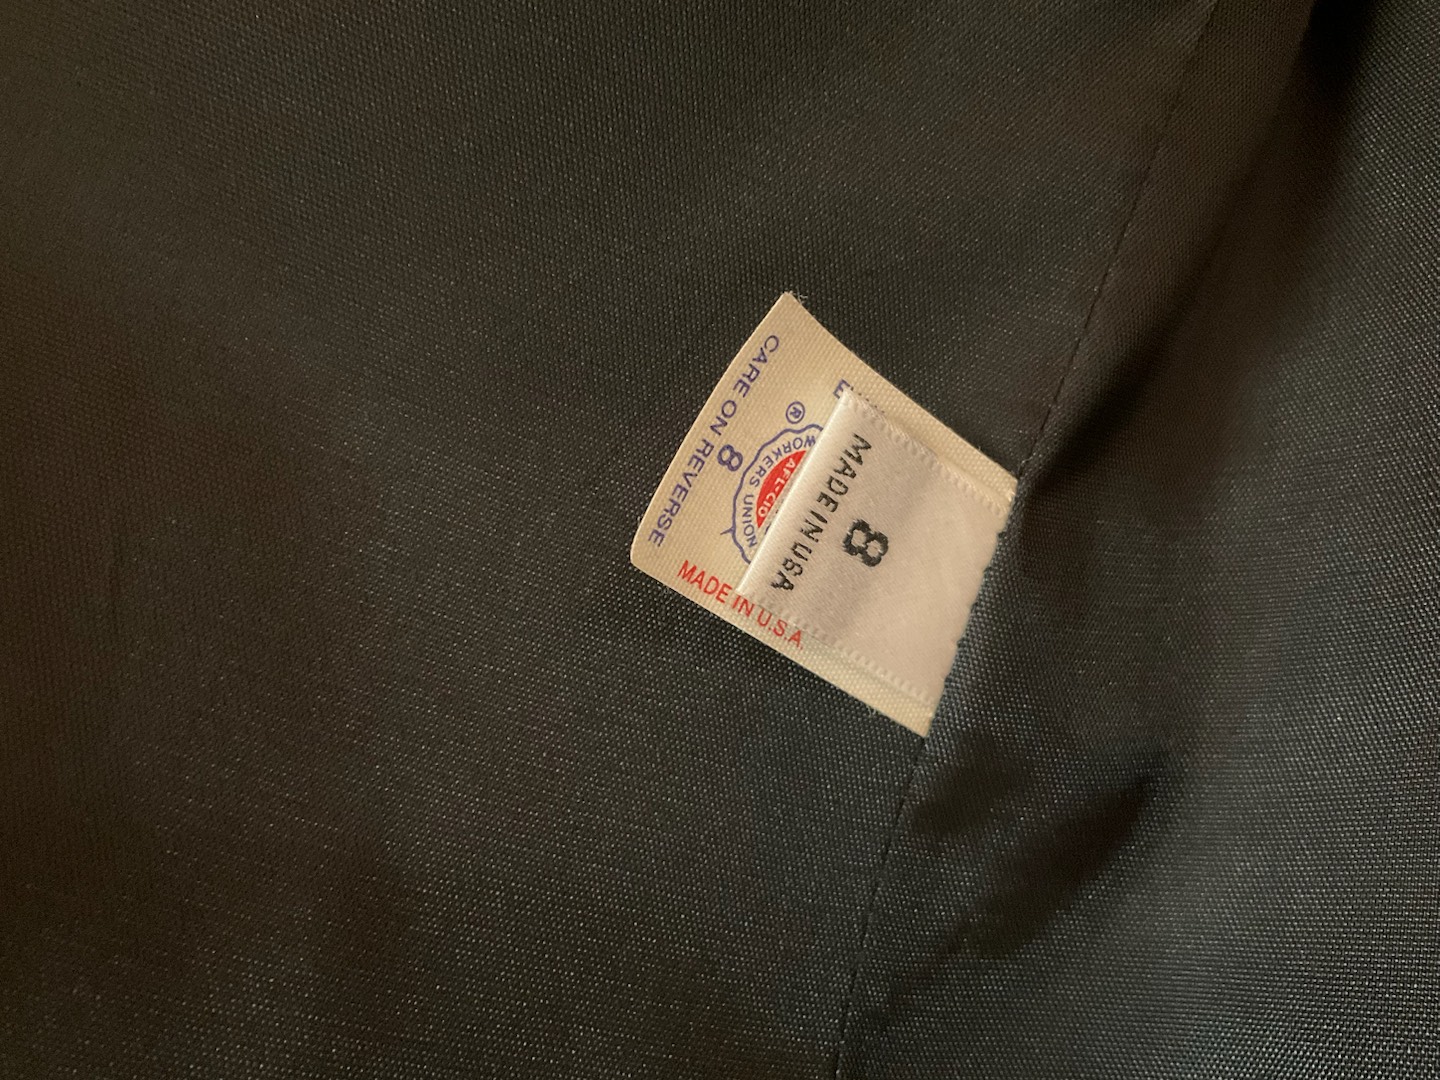 MADE IN USA
8
CARE ON REVERSE
8
®
WORKERS UNION
AFL-CIO
MADE IN U.S.A.